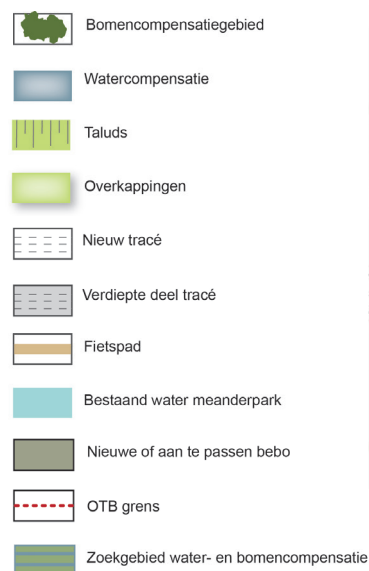 Bomencompensatiegebied
Watercompensatie
Taluds
Overkappingen
Nieuw tracé
Verdiepte deel tracé
Fietspad
Bestaand water meanderpark
Nieuwe of aan te passen bebo
OTB grens
Zoekgebied water- en bomencompensatie